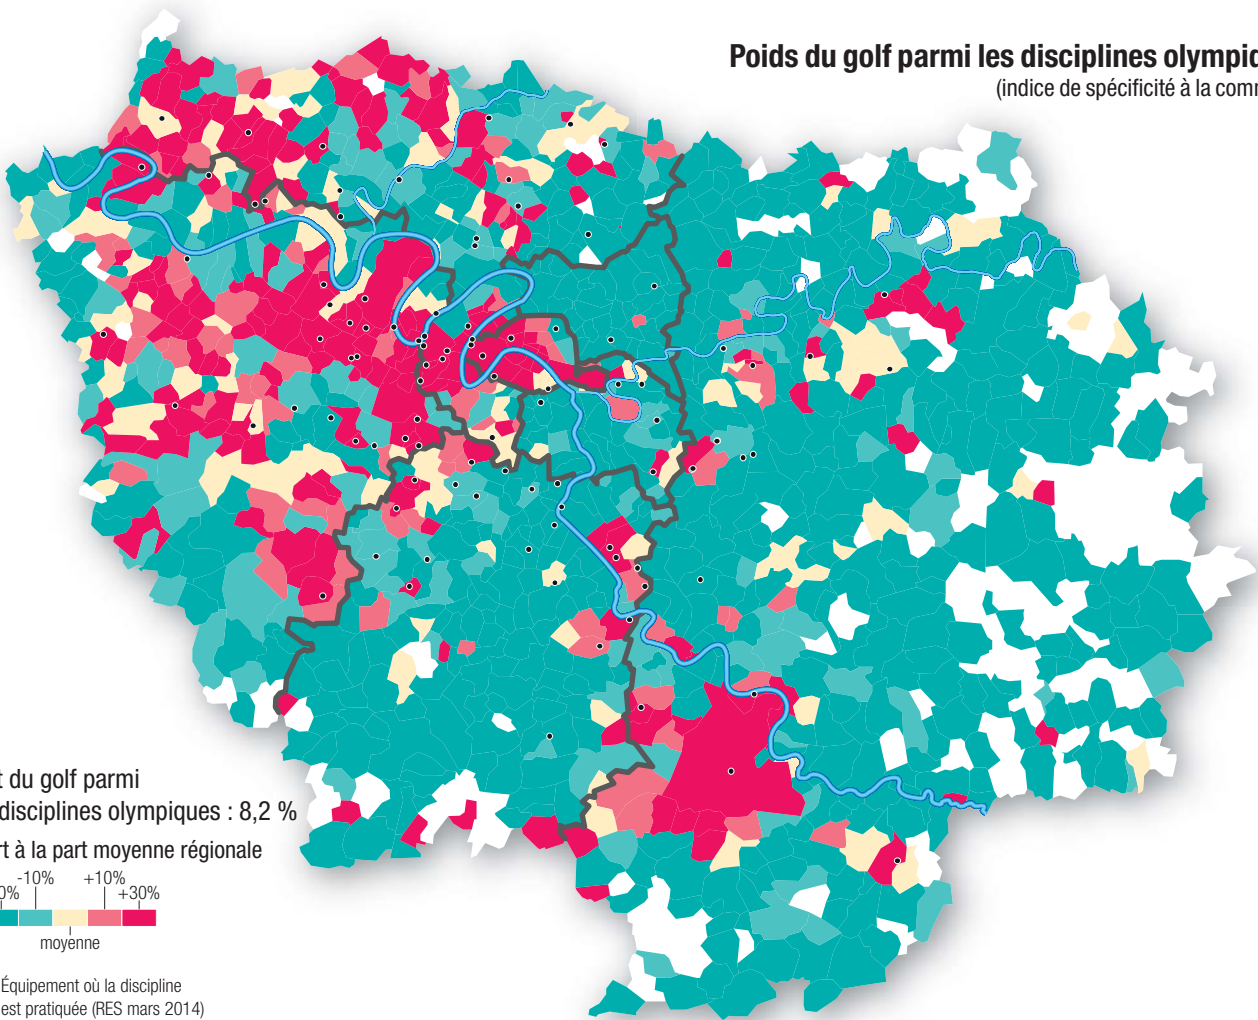 Poids du golf parmi les disciplines olympiq
(indice de spécificité à la comm
t du golf parmi
disciplines olympiques : 8,2 %
rt à la part moyenne régionale
-10% +10%
0% +30%
moyenne
Équipement où la discipline
est pratiquée (RES mars 2014)